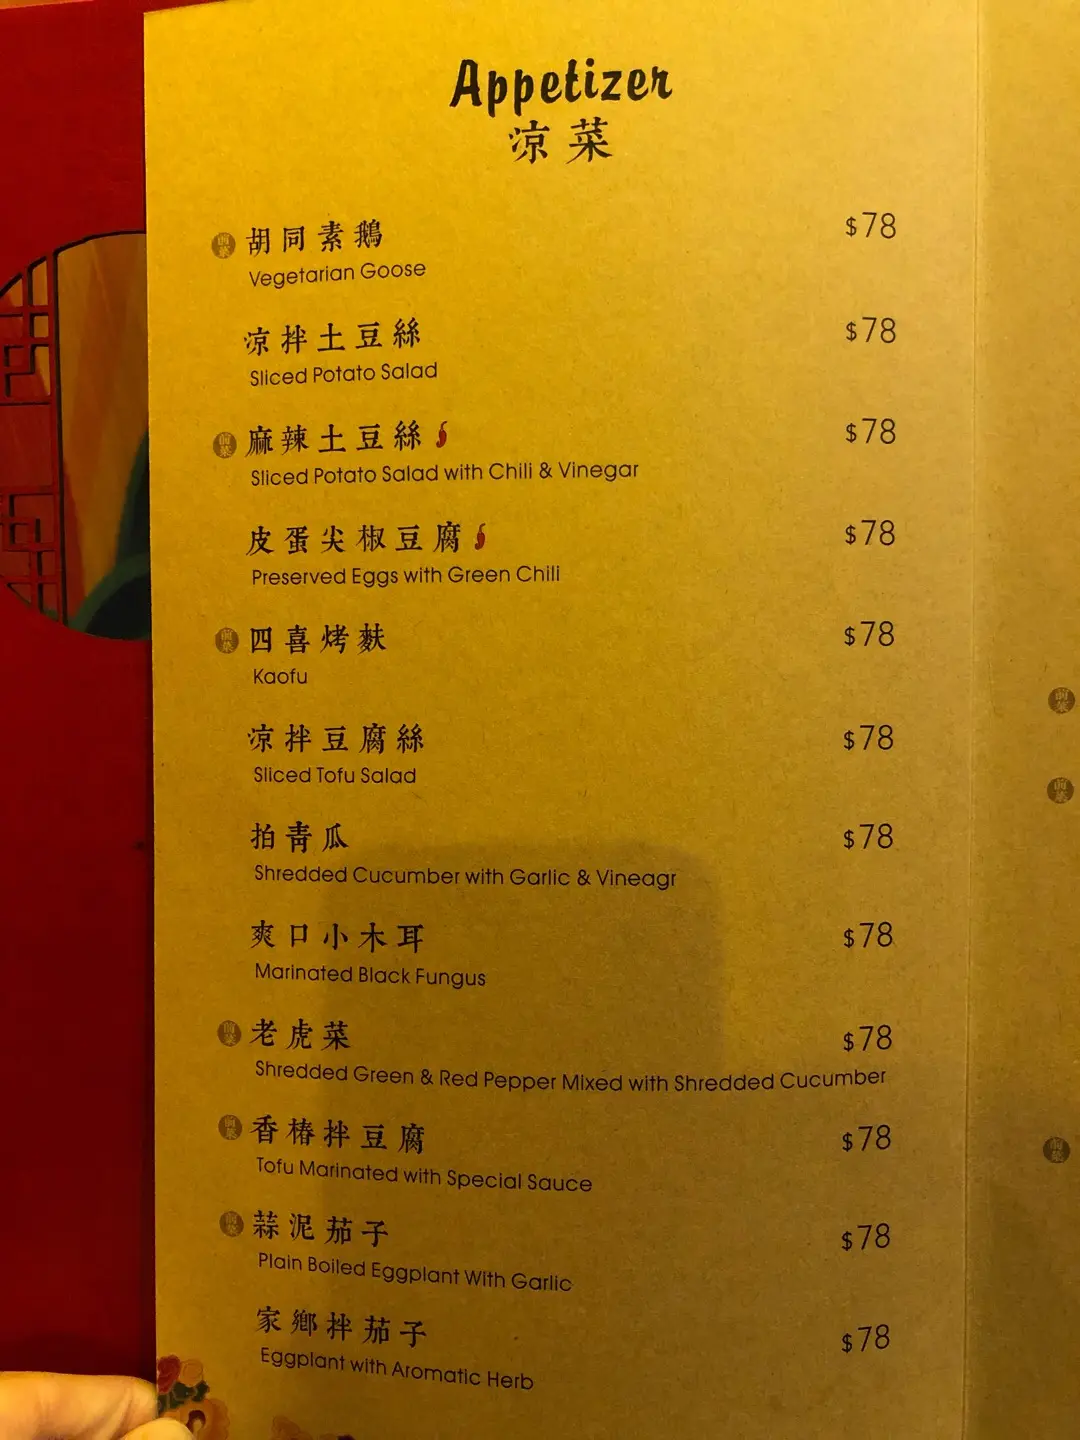 Appetizer
凉菜
胡同素鵝 $78
Vegetarian Goose
凉拌土豆絲 $78
Sliced Potato Salad
麻辣土豆絲 $78
Sliced Potato Salad with Chili & Vinegar
皮蛋尖椒豆腐 $78
Preserved Eggs with Green Chili
四喜烤麩 $78
Kaofu
凉拌豆腐絲 $78
Sliced Tofu Salad
拍青瓜 $78
Shredded Cucumber with Garlic & Vineagr
爽口小木耳 $78
Marinated Black Fungus
老虎菜 $78
Shredded Green & Red Pepper Mixed with Shredded Cucumber
香椿拌豆腐 $78
Tofu Marinated with Special Sauce
蒜泥茄子 $78
Plain Boiled Eggplant With Garlic
家鄉拌茄子 $78
Eggplant with Aromatic Herb